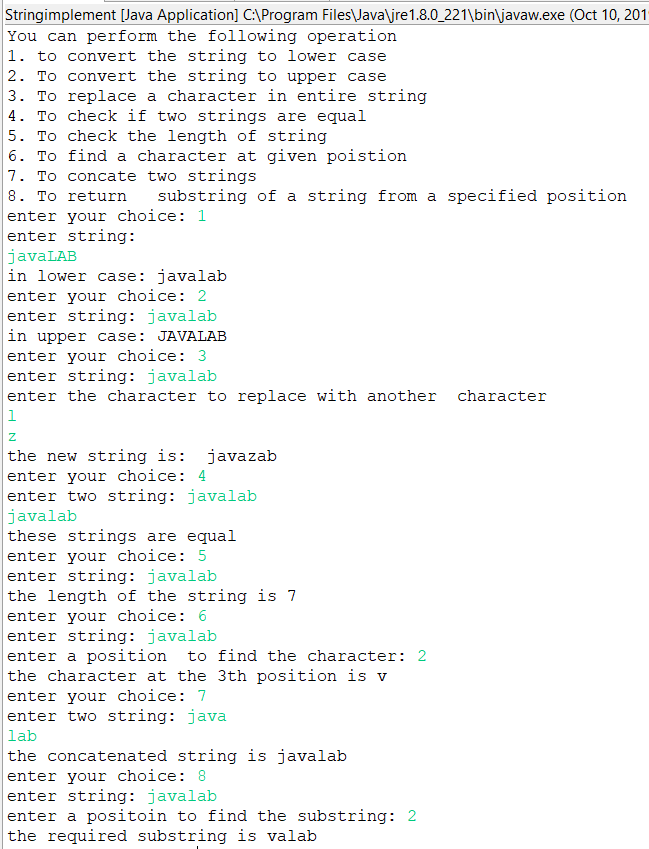 Stringimplement [Java Application] C:\Program Files\Java\jre1.8.0_221\bin\javaw.exe (Oct 10, 201
You can perform the following operation
1. to convert the string to lower case
2. To convert the string to upper case
3. To replace a character in entire string
4. To check if two strings are equal
5. To check the length of string
6. To find a character at given poistion
7. To concate two strings
8. To return   substring of a string from a specified position
enter your choice: 1
enter string:
javaLAB
in lower case: javalab
enter your choice: 2
enter string: javalab
in upper case: JAVALAB
enter your choice: 3
enter string: javalab
enter the character to replace with another  character
l
z
the new string is:  javazab
enter your choice: 4
enter two string: javalab
javalab
these strings are equal
enter your choice: 5
enter string: javalab
the length of the string is 7
enter your choice: 6
enter string: javalab
enter a position  to find the character: 2
the character at the 3th position is v
enter your choice: 7
enter two string: java
lab
the concatenated string is javalab
enter your choice: 8
enter string: javalab
enter a positoin to find the substring: 2
the required substring is valab